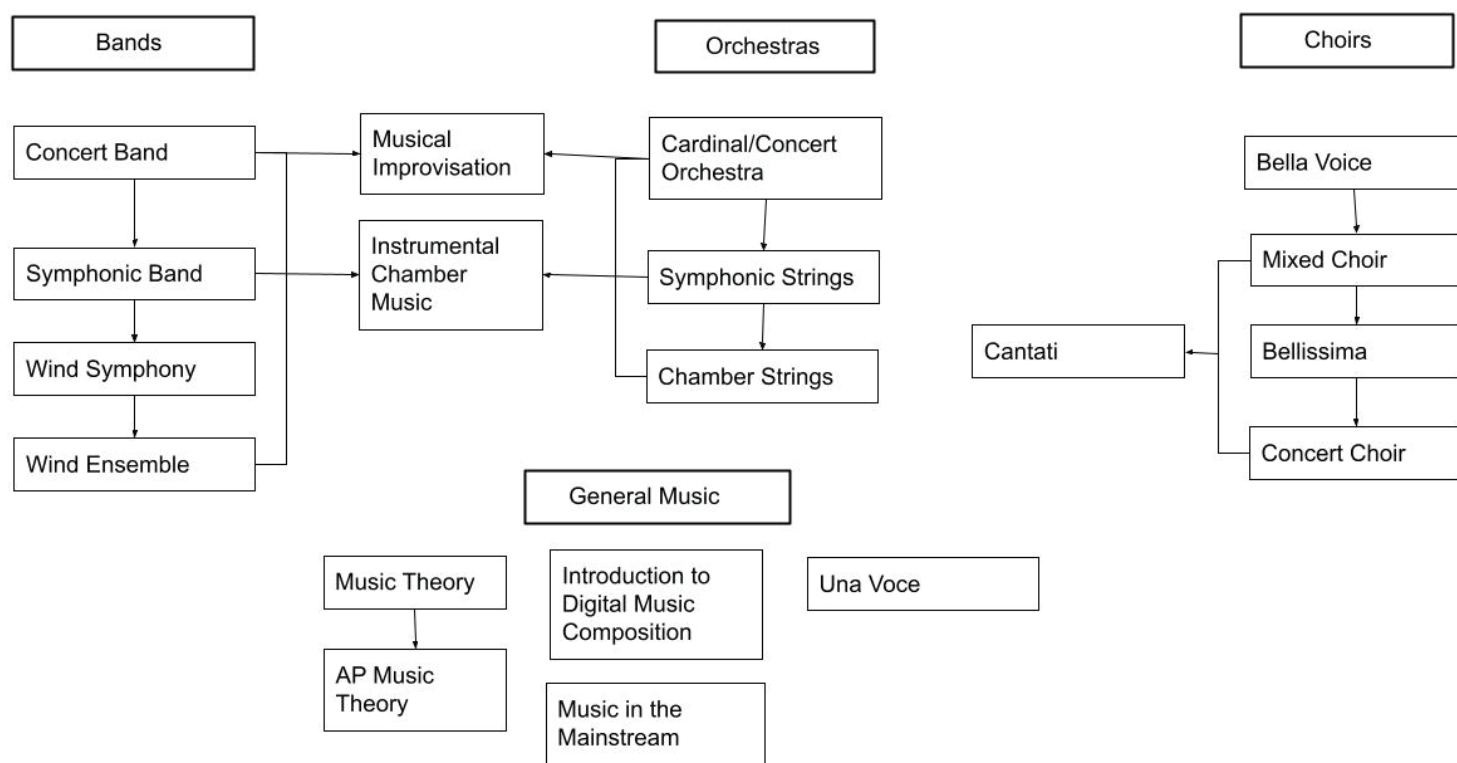 Bands
Orchestras
Choirs
Concert Band
Musical
Improvisation
Cardinal/Concert
Orchestra
Bella Voice
Symphonic Band
Instrumental
Chamber
Music
Symphonic Strings
Mixed Choir
Wind Symphony
Chamber Strings
Cantati
Bellissima
Wind Ensemble
Concert Choir
General Music
Music Theory
Introduction to
Digital Music
Composition
Una Voce
AP Music
Theory
Music in the
Mainstream